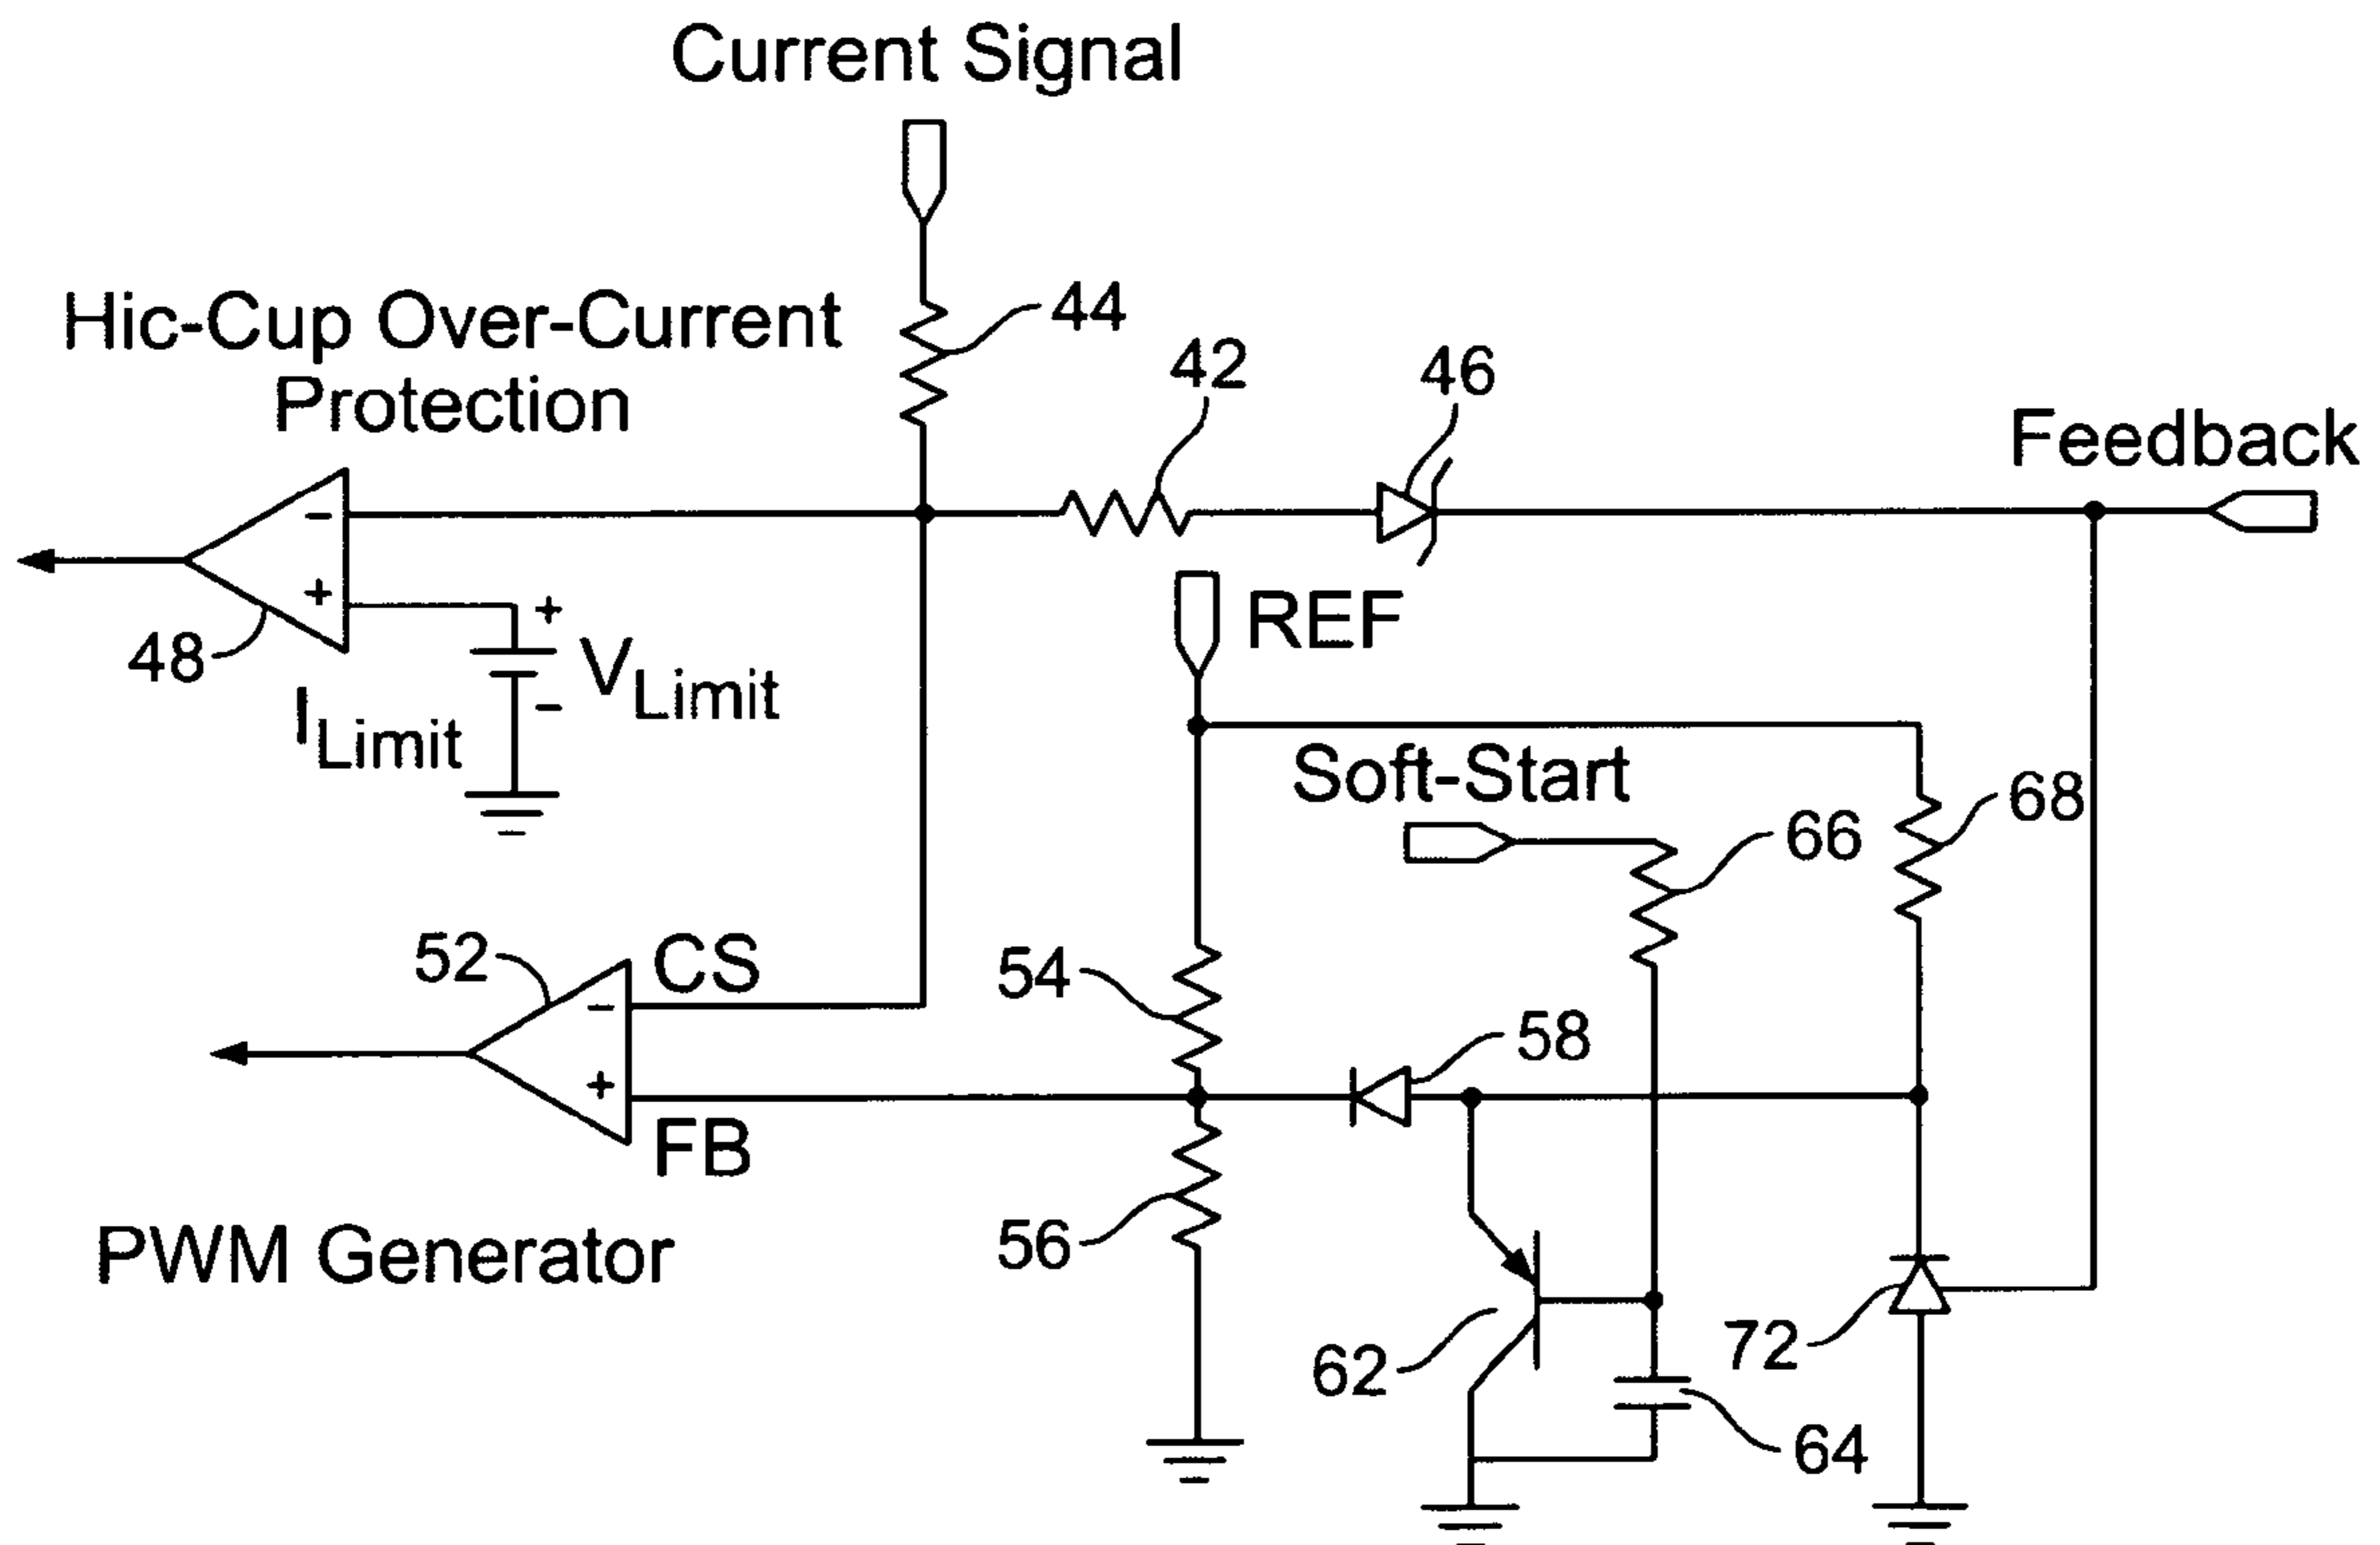 Current Signal
Hic-Cup Over-Current
Protection
44
42
46
Feedback
-
+
48
+
-
VLimit
ILimit
REF
Soft-Start
66
68
52
CS
-
+
FB
54
58
56
PWM Generator
62
72
64